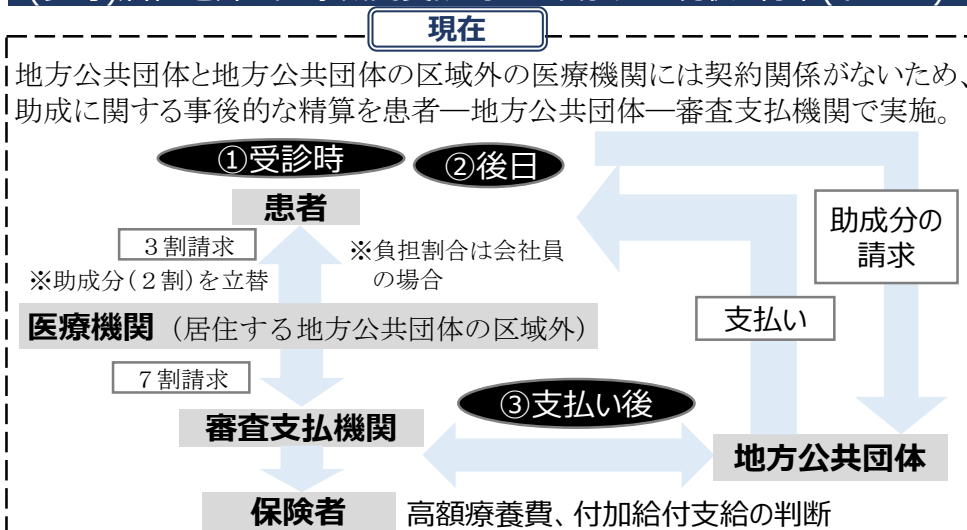 現在
地方公共団体と地方公共団体の区域外の医療機関には契約関係がないため、
助成に関する事後的な精算を患者―地方公共団体―審査支払機関で実施。
①受診時
②後日
患者
助成分の
請求
3割請求
※負担割合は会社員
の場合
※助成分(2割)を立替
医療機関（居住する地方公共団体の区域外）
支払い
7割請求
③支払い後
審査支払機関
地方公共団体
保険者 高額療養費、付加給付支給の判断